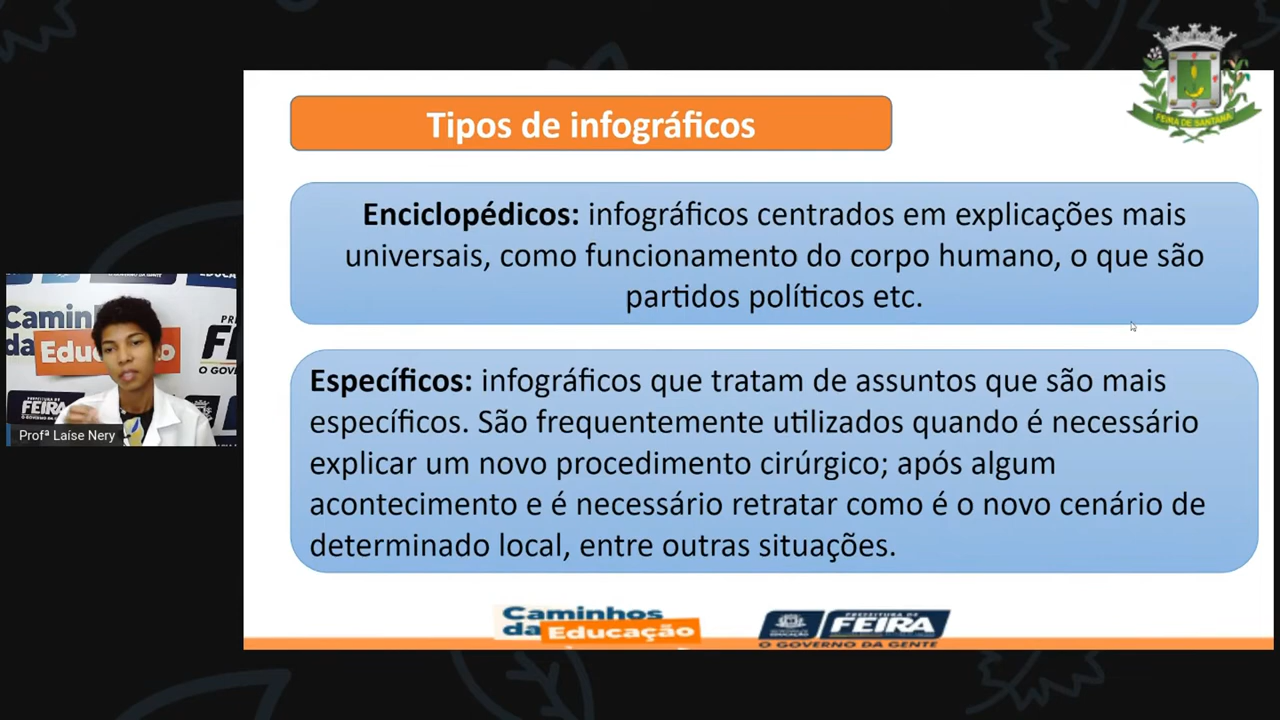 FEIRA DE SANTANA
Tipos de infográficos
Enciclopédicos: infográficos centrados em explicações mais
universais, como funcionamento do corpo humano, o que são
partidos políticos etc.
Específicos: infográficos que tratam de assuntos que são mais
específicos. São frequentemente utilizados quando é necessário
explicar um novo procedimento cirúrgico; após algum
acontecimento e é necessário retratar como é o novo cenário de
determinado local, entre outras situações.
Profª Laíse Nery
Caminhos
da Educação
PREFEITURA DE
FEIRA
O GOVERNO DA GENTE